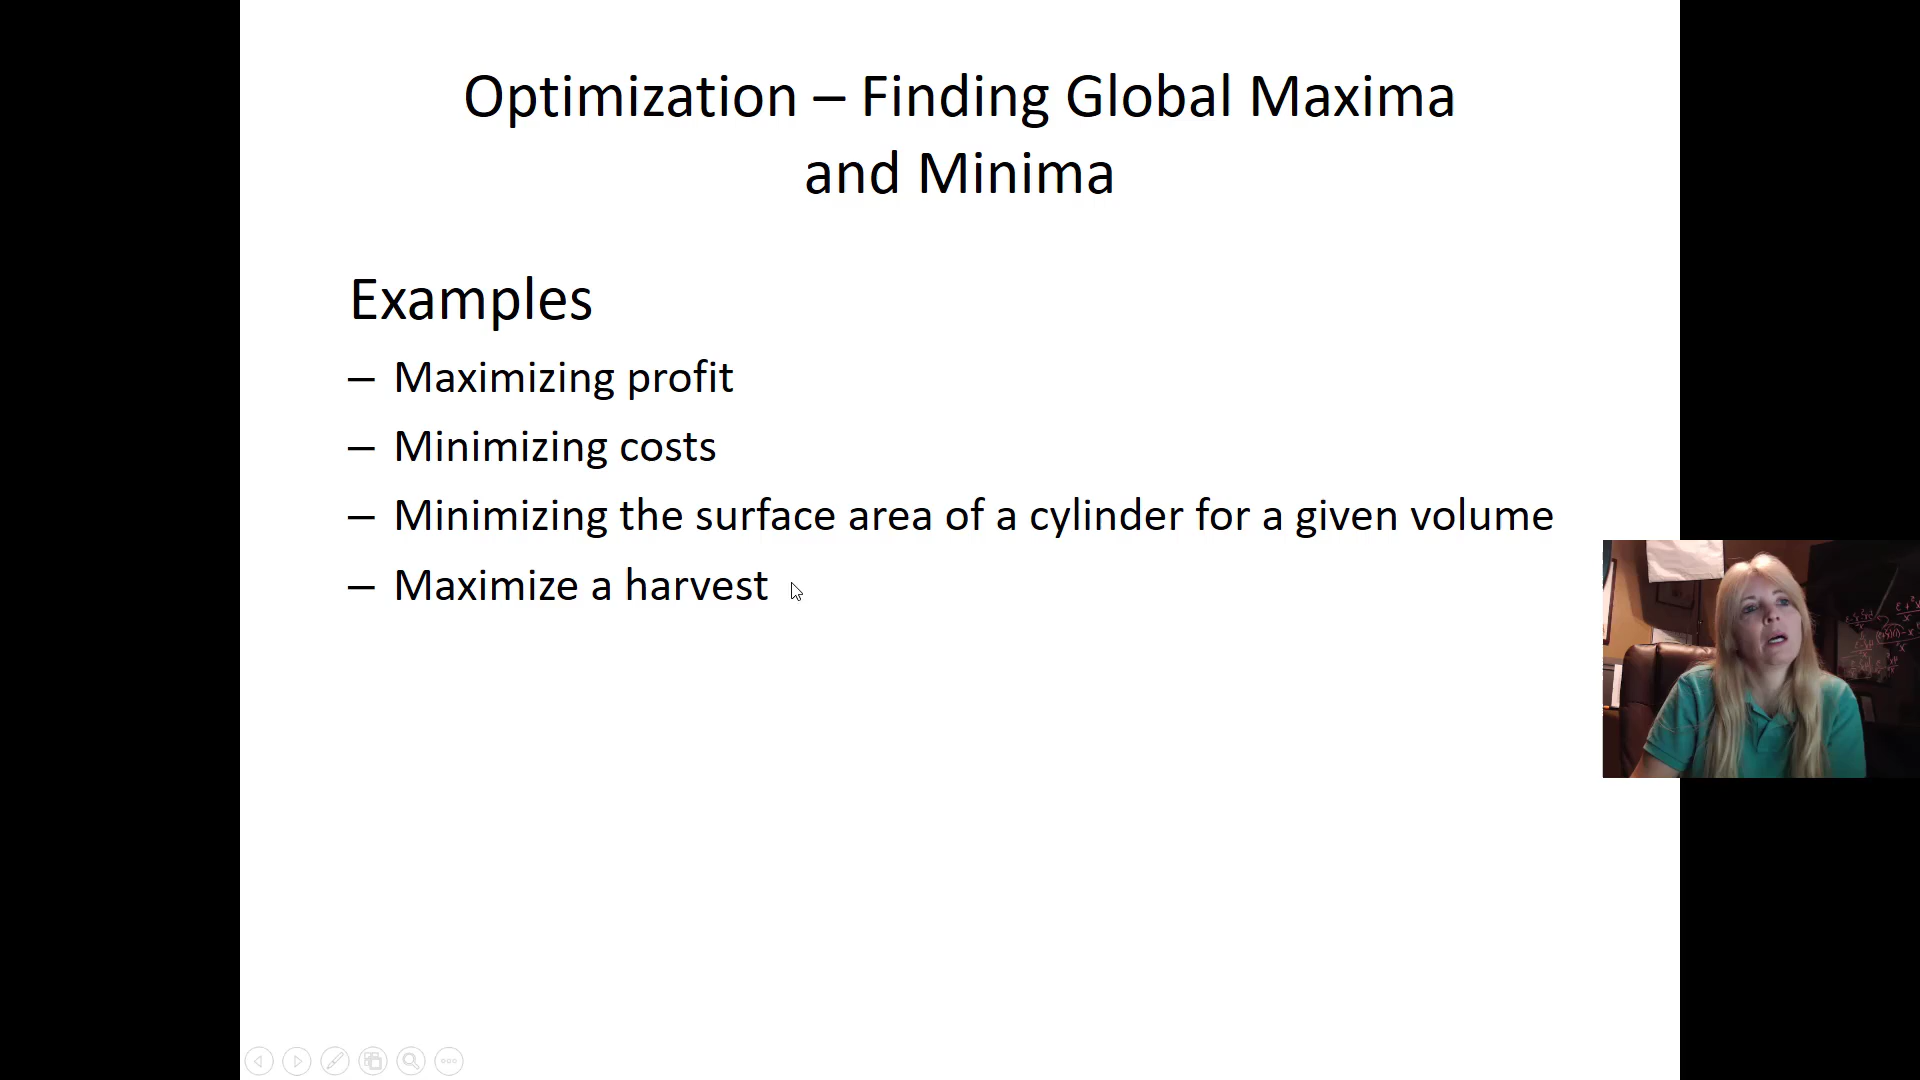 Optimization – Finding Global Maxima
and Minima
Examples
– Maximizing profit
– Minimizing costs
– Minimizing the surface area of a cylinder for a given volume
– Maximize a harvest